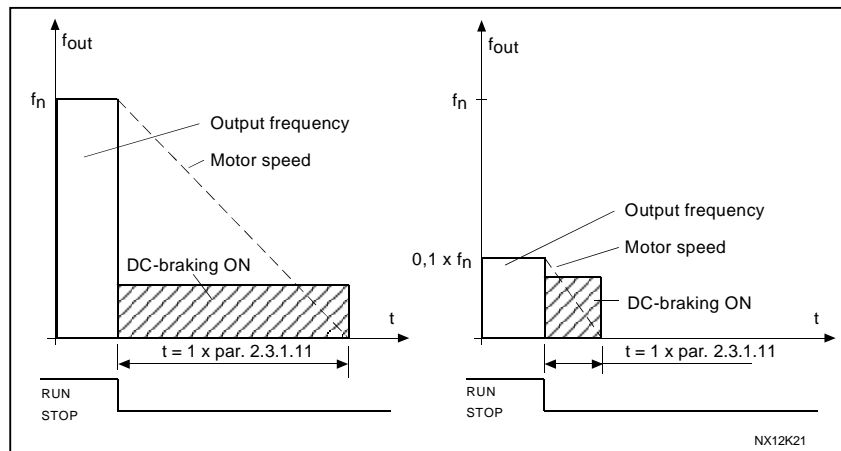 fout
fn
Output frequency
Motor speed
DC-braking ON
t
t = 1 x par. 2.3.1.11
RUN
STOP
fout
fn
Output frequency
Motor speed
0,1 x fn
DC-braking ON
t
t = 1 x par. 2.3.1.11
RUN
STOP
NX12K21